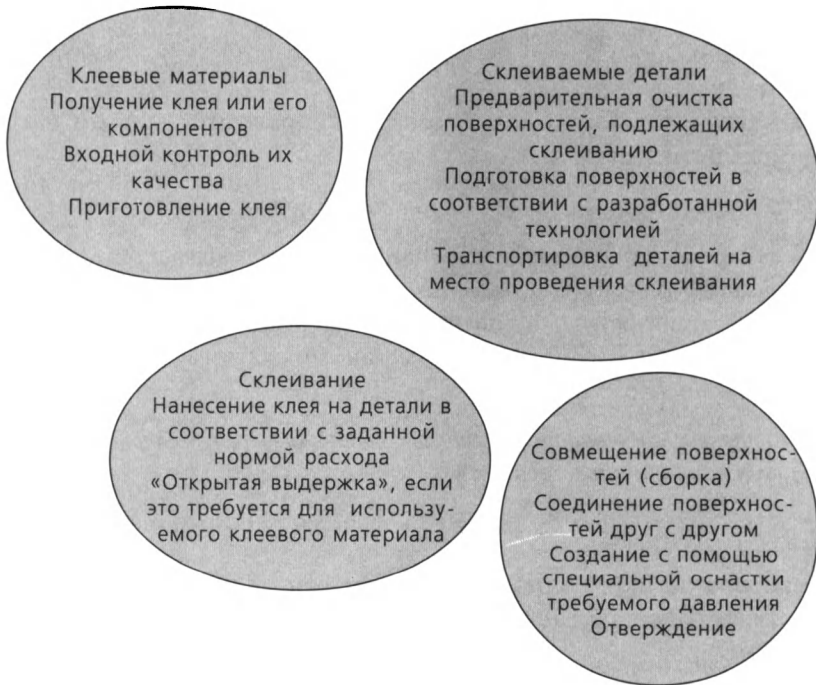 Клеевые материалы
Получение клея или его
компонентов
Входной контроль их
качества
Приготовление клея
Склеиваемые детали
Предварительная очистка
поверхностей, подлежащих
склеиванию
Подготовка поверхностей в
соответствии с разработанной
технологией
Транспортировка деталей на
место проведения склеивания
Склеивание
Нанесение клея на детали в
соответствии с заданной
нормой расхода
«Открытая выдержка», если
это требуется для использу-
емого клеевого материала
Совмещение поверхнос-
тей (сборка)
Соединение поверхнос-
тей друг с другом
Создание с помощью
специальной оснастки
требуемого давления
Отверждение